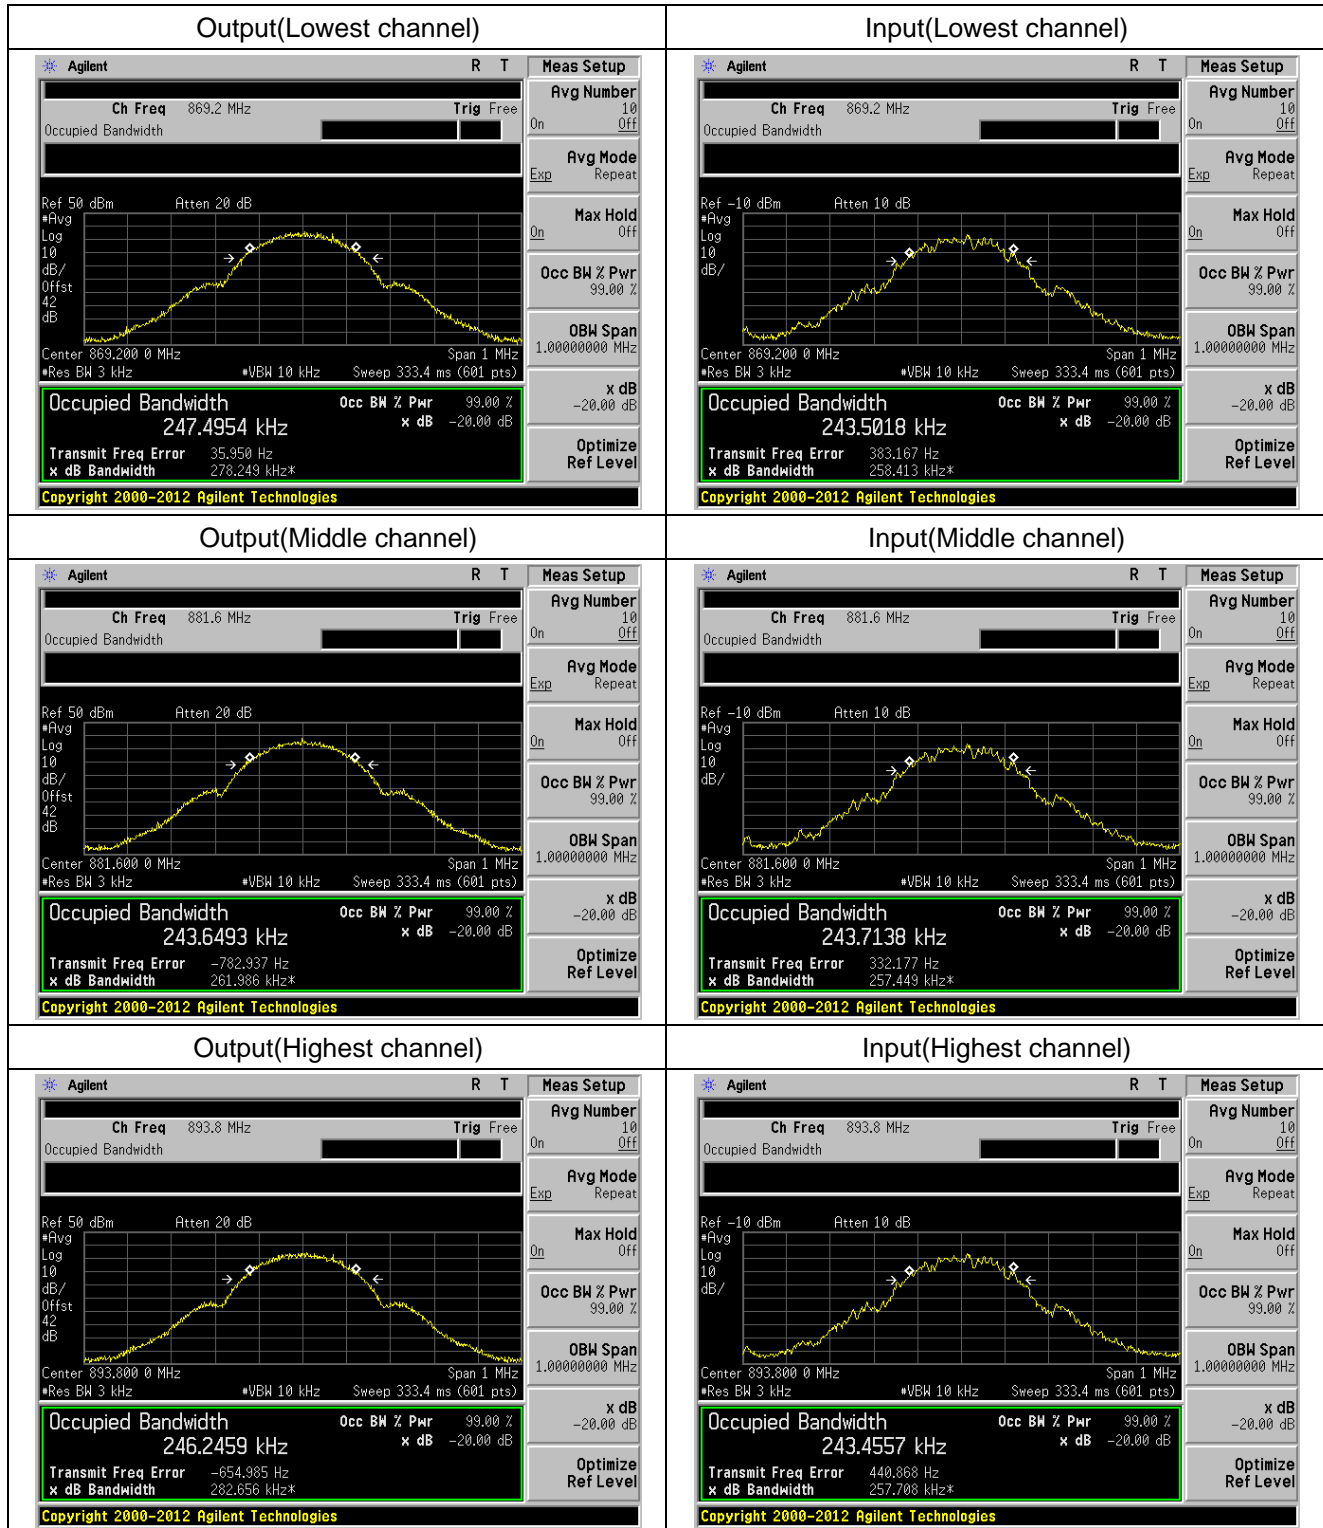 Output(Lowest channel)
Agilent R T
Ch Freq 869.2 MHz Trig Free
Occupied Bandwidth
Ref 50 dBm Atten 20 dB
#Avg
Log
10
dB/
Offst
42
dB
Center 869.200 0 MHz Span 1 MHz
#Res BW 3 kHz #VBW 10 kHz Sweep 333.4 ms (601 pts)
Occupied Bandwidth Occ BW % Pwr 99.00 %
247.4954 kHz x dB -20.00 dB
Transmit Freq Error 35.950 Hz
x dB Bandwidth 278.249 kHz*
Copyright 2000-2012 Agilent Technologies
Meas Setup
Avg Number
10
On Off
Avg Mode
Exp Repeat
Max Hold
On Off
Occ BW % Pwr
99.00 %
OBW Span
1.00000000 MHz
x dB
-20.00 dB
Optimize
Ref Level
Input(Lowest channel)
Agilent R T
Ch Freq 869.2 MHz Trig Free
Occupied Bandwidth
Ref -10 dBm Atten 10 dB
#Avg
Log
10
dB/
Center 869.200 0 MHz Span 1 MHz
#Res BW 3 kHz #VBW 10 kHz Sweep 333.4 ms (601 pts)
Occupied Bandwidth Occ BW % Pwr 99.00 %
243.5018 kHz x dB -20.00 dB
Transmit Freq Error 383.167 Hz
x dB Bandwidth 258.413 kHz*
Copyright 2000-2012 Agilent Technologies
Meas Setup
Avg Number
10
On Off
Avg Mode
Exp Repeat
Max Hold
On Off
Occ BW % Pwr
99.00 %
OBW Span
1.00000000 MHz
x dB
-20.00 dB
Optimize
Ref Level
Output(Middle channel)
Agilent R T
Ch Freq 881.6 MHz Trig Free
Occupied Bandwidth
Ref 50 dBm Atten 20 dB
#Avg
Log
10
dB/
Offst
42
dB
Center 881.600 0 MHz Span 1 MHz
#Res BW 3 kHz #VBW 10 kHz Sweep 333.4 ms (601 pts)
Occupied Bandwidth Occ BW % Pwr 99.00 %
243.6493 kHz x dB -20.00 dB
Transmit Freq Error -782.937 Hz
x dB Bandwidth 261.986 kHz*
Copyright 2000-2012 Agilent Technologies
Meas Setup
Avg Number
10
On Off
Avg Mode
Exp Repeat
Max Hold
On Off
Occ BW % Pwr
99.00 %
OBW Span
1.00000000 MHz
x dB
-20.00 dB
Optimize
Ref Level
Input(Middle channel)
Agilent R T
Ch Freq 881.6 MHz Trig Free
Occupied Bandwidth
Ref -10 dBm Atten 10 dB
#Avg
Log
10
dB/
Center 881.600 0 MHz Span 1 MHz
#Res BW 3 kHz #VBW 10 kHz Sweep 333.4 ms (601 pts)
Occupied Bandwidth Occ BW % Pwr 99.00 %
243.7138 kHz x dB -20.00 dB
Transmit Freq Error 332.177 Hz
x dB Bandwidth 257.449 kHz*
Copyright 2000-2012 Agilent Technologies
Meas Setup
Avg Number
10
On Off
Avg Mode
Exp Repeat
Max Hold
On Off
Occ BW % Pwr
99.00 %
OBW Span
1.00000000 MHz
x dB
-20.00 dB
Optimize
Ref Level
Output(Highest channel)
Agilent R T
Ch Freq 893.8 MHz Trig Free
Occupied Bandwidth
Ref 50 dBm Atten 20 dB
#Avg
Log
10
dB/
Offst
42
dB
Center 893.800 0 MHz Span 1 MHz
#Res BW 3 kHz #VBW 10 kHz Sweep 333.4 ms (601 pts)
Occupied Bandwidth Occ BW % Pwr 99.00 %
246.2459 kHz x dB -20.00 dB
Transmit Freq Error -654.985 Hz
x dB Bandwidth 282.656 kHz*
Copyright 2000-2012 Agilent Technologies
Meas Setup
Avg Number
10
On Off
Avg Mode
Exp Repeat
Max Hold
On Off
Occ BW % Pwr
99.00 %
OBW Span
1.00000000 MHz
x dB
-20.00 dB
Optimize
Ref Level
Input(Highest channel)
Agilent R T
Ch Freq 893.8 MHz Trig Free
Occupied Bandwidth
Ref -10 dBm Atten 10 dB
#Avg
Log
10
dB/
Center 893.800 0 MHz Span 1 MHz
#Res BW 3 kHz #VBW 10 kHz Sweep 333.4 ms (601 pts)
Occupied Bandwidth Occ BW % Pwr 99.00 %
243.4557 kHz x dB -20.00 dB
Transmit Freq Error 440.868 Hz
x dB Bandwidth 257.708 kHz*
Copyright 2000-2012 Agilent Technologies
Meas Setup
Avg Number
10
On Off
Avg Mode
Exp Repeat
Max Hold
On Off
Occ BW % Pwr
99.00 %
OBW Span
1.00000000 MHz
x dB
-20.00 dB
Optimize
Ref Level